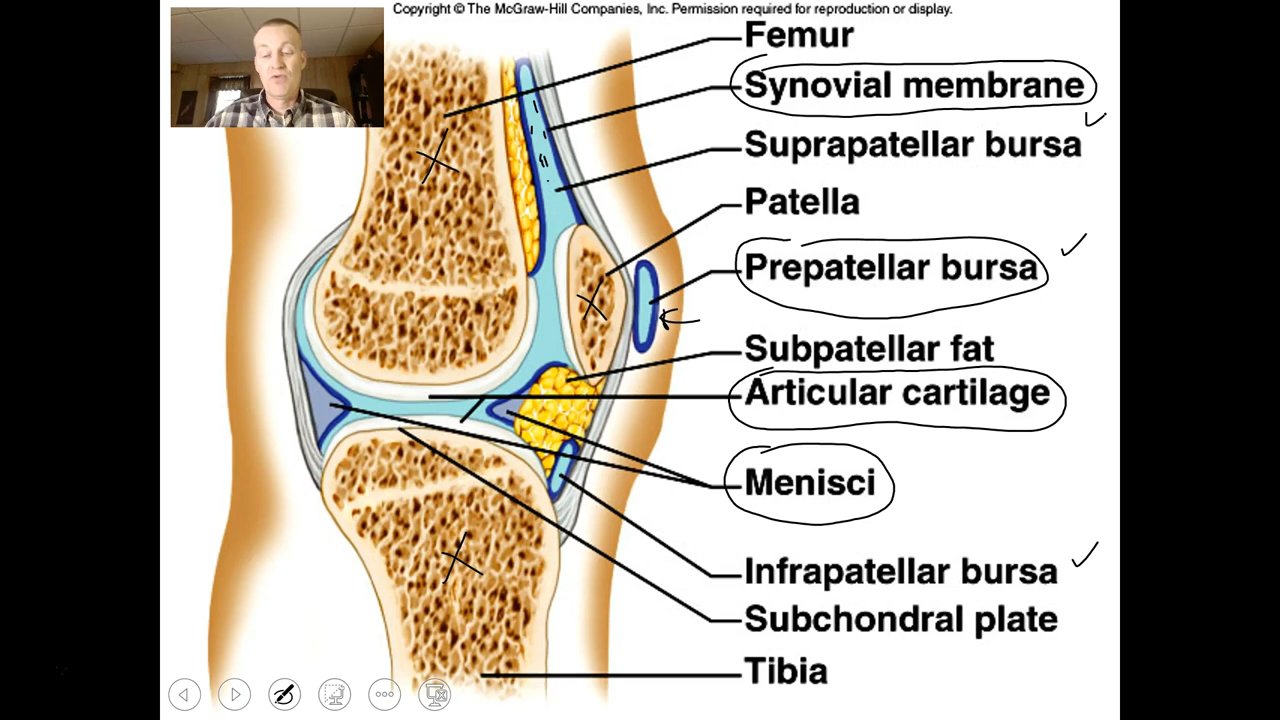 Copyright © The McGraw-Hill Companies, Inc. Permission required for reproduction or display.
Femur
Synovial membrane
Suprapatellar bursa
Patella
Prepatellar bursa
Subpatellar fat
Articular cartilage
Menisci
Infrapatellar bursa
Subchondral plate
Tibia